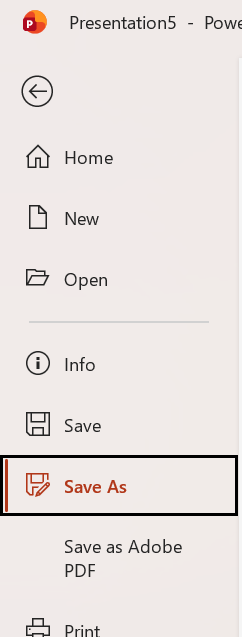 Presentation5 - Powe
Home
New
Open
Info
Save
Save As
Save as Adobe
PDF
Print